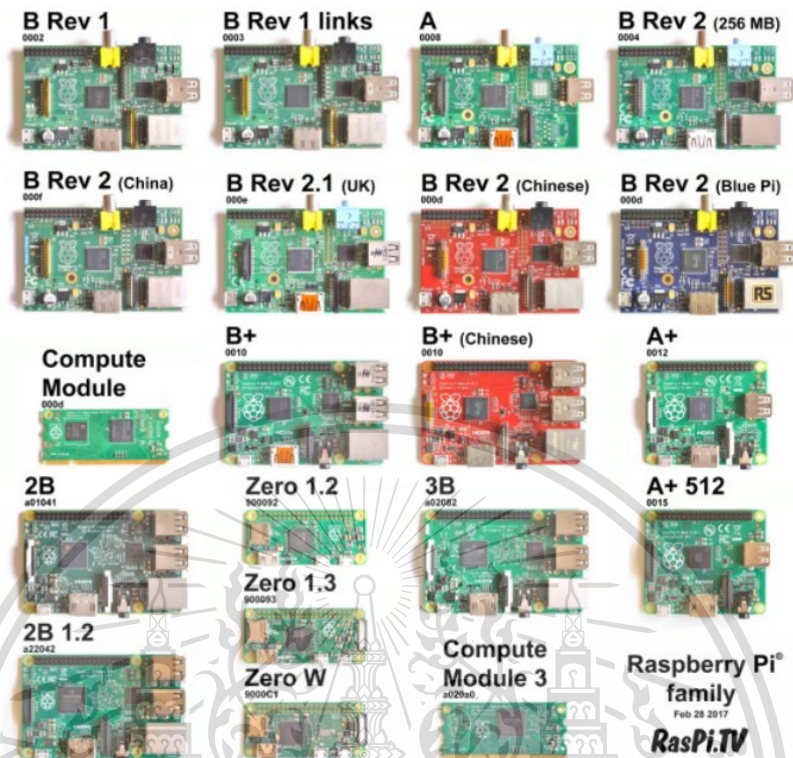 B Rev 1
0002
B Rev 1 links
0003
A
0008
B Rev 2 (256 MB)
0004
B Rev 2 (China)
000f
B Rev 2.1 (UK)
000e
B Rev 2 (Chinese)
000d
B Rev 2 (Blue Pi)
000d
RS
Compute
Module
000d
B+
0010
B+ (Chinese)
0010
A+
0012
2B
a01041
Zero 1.2
900092
3B
a02082
A+ 512
0015
Zero 1.3
900093
2B 1.2
a22042
Zero W
9000C1
Compute
Module 3
a020a0
Raspberry Pi®
family
Feb 28 2017
RasPi.TV